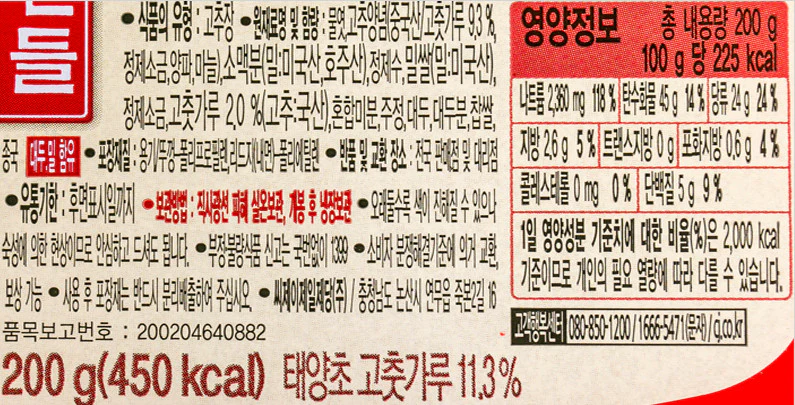 들
• 식품의 유형 : 고추장 • 원재료명 및 함량 : 물엿,고추양념(중국산/고춧가루 9.3 %,
정제소금,양파,마늘),소맥분(밀:미국산,호주산),정제수,밀쌀(밀:미국산),
정제소금,고춧가루 2.0 %(고추:국산),혼합미분,주정,대두,대두분,찹쌀,
중국
대두,밀 함유 • 포장재질 : 용기/뚜껑-폴리프로필렌,리드지(내면)-폴리에틸렌 • 반품 및 교환 장소 : 전국 판매점 및 대리점
• 유통기한 : 후면표시일까지 • 보관방법 : 직사광선 피해 실온보관, 개봉 후 냉장보관 • 오래될수록 색이 진해질 수 있으나
숙성에 의한 현상이므로 안심하고 드셔도 됩니다. • 부정·불량식품 신고는 국번없이 1399 • 소비자 분쟁해결기준에 의거 교환,
보상 가능 • 사용 후 포장재는 반드시 분리배출하여 주십시오. • 씨제이제일제당(주) / 충청남도 논산시 연무읍 죽본2길 16
품목보고번호 : 200204640882
200 g(450 kcal) 태양초 고춧가루 11.3%
영양정보 총 내용량 200 g
100 g 당 225 kcal
나트륨 2,360 mg 118 % 탄수화물 45 g 14 % 당류 24 g 24 %
지방 2.6 g 5 % 트랜스지방 0 g 포화지방 0.6 g 4 %
콜레스테롤 0 mg 0 % 단백질 5 g 9 %
1일 영양성분 기준치에 대한 비율(%)은 2,000 kcal
기준이므로 개인의 필요 열량에 따라 다를 수 있습니다.
고객행복센터 080-850-1200 / 1666-5471(문자) / cj.co.kr